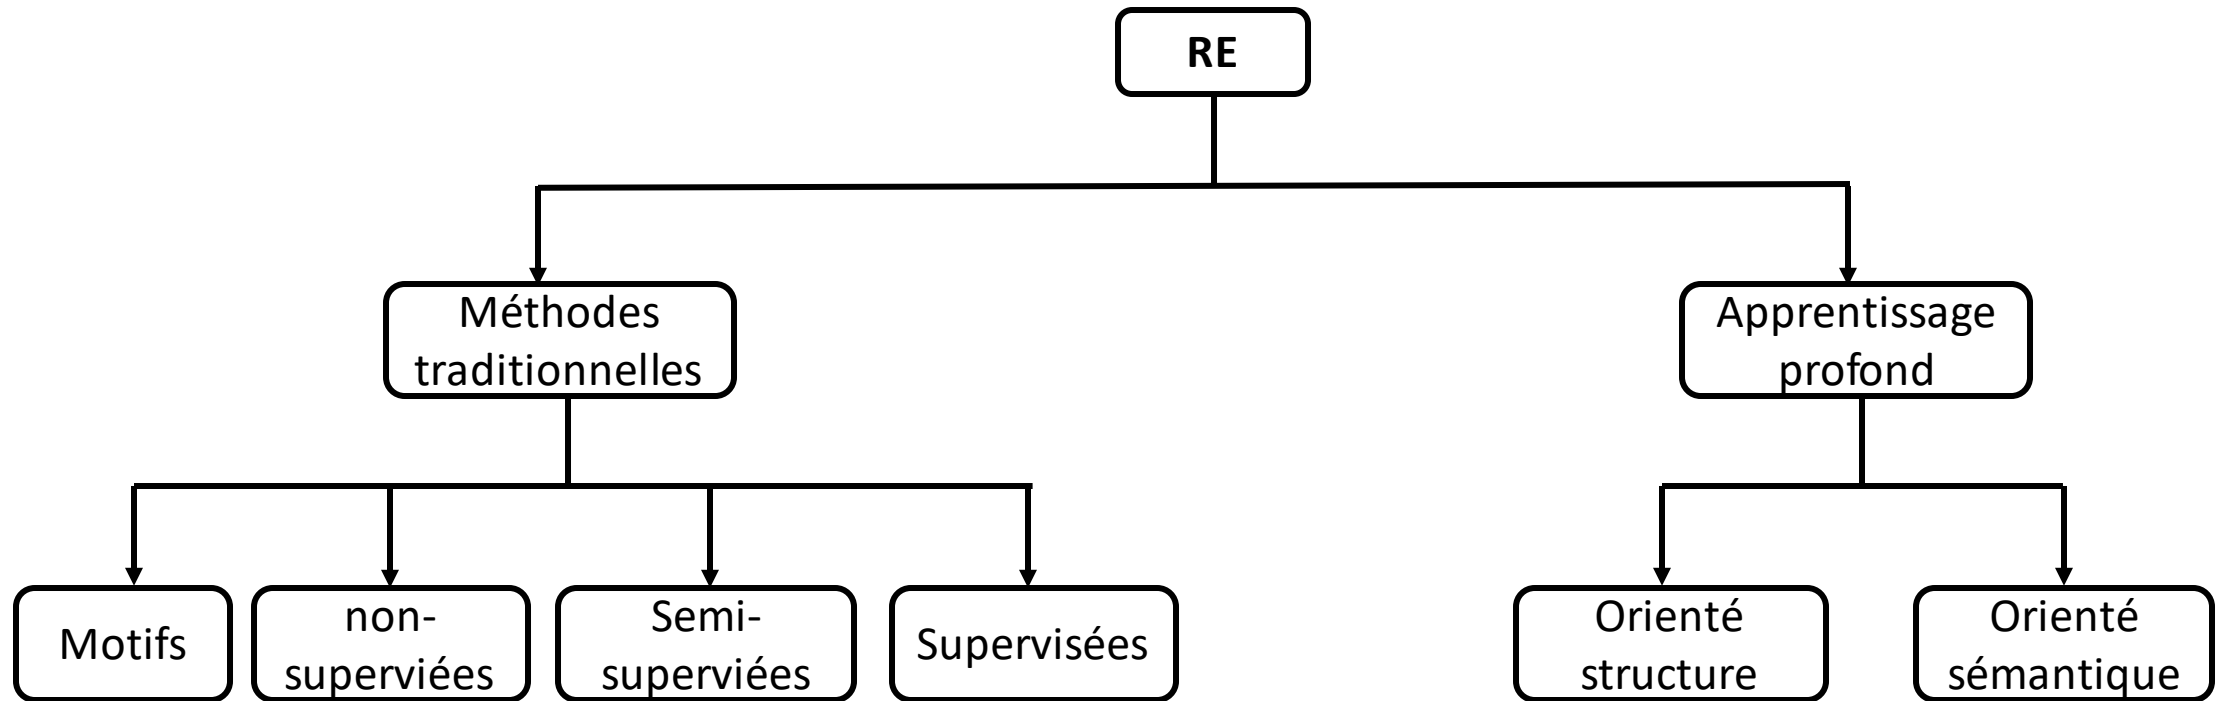 RE
Méthodes
traditionnelles
Apprentissage
profond
Motifs
non-
superviées
Semi-
superviées
Supervisées
Orienté
structure
Orienté
sémantique